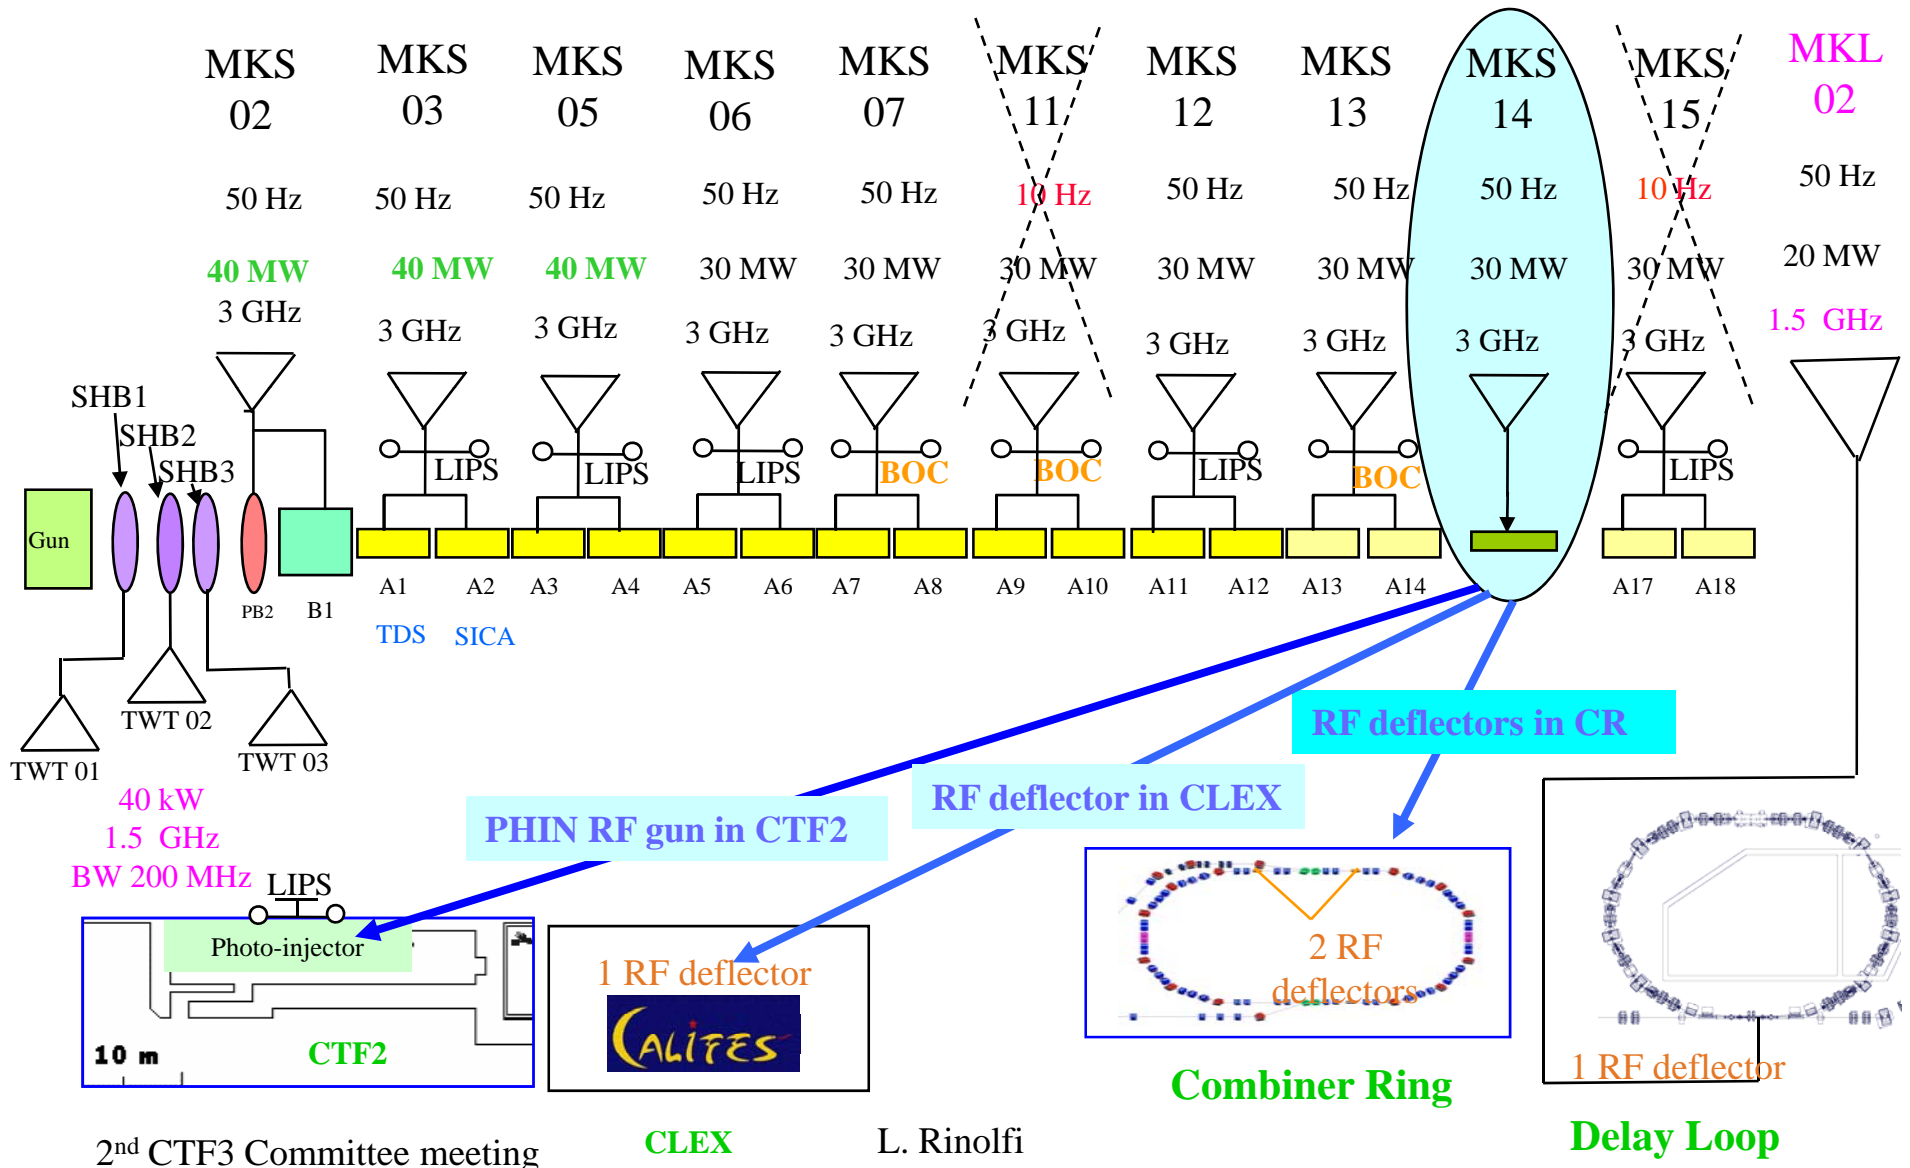 MKS MKS MKS MKS MKS MKS MKS MKS MKS MKS MKL
02 03 05 06 07 11 12 13 14 15 02
50 Hz 50 Hz 50 Hz 50 Hz 50 Hz 10 Hz 50 Hz 50 Hz 50 Hz 10 Hz 50 Hz
40 MW 40 MW 40 MW 30 MW 30 MW 30 MW 30 MW 30 MW 30 MW 30 MW 20 MW
3 GHz 3 GHz 3 GHz 3 GHz 3 GHz 3 GHz 3 GHz 3 GHz 3 GHz 3 GHz 1.5 GHz
SHB1
SHB2
SHB3
LIPS LIPS LIPS BOC BOC LIPS BOC LIPS
Gun
PB2 B1 A1 A2 A3 A4 A5 A6 A7 A8 A9 A10 A11 A12 A13 A14 A17 A18
TDS SICA
TWT 02
TWT 01 TWT 03
RF deflectors in CR
RF deflector in CLEX
PHIN RF gun in CTF2
40 kW
1.5 GHz
BW 200 MHz
LIPS
Photo-injector
10 m
CTF2
1 RF deflector
CALIFES
2 RF
deflectors
1 RF deflector
Combiner Ring
CLEX
Delay Loop
2nd CTF3 Committee meeting
L. Rinolfi